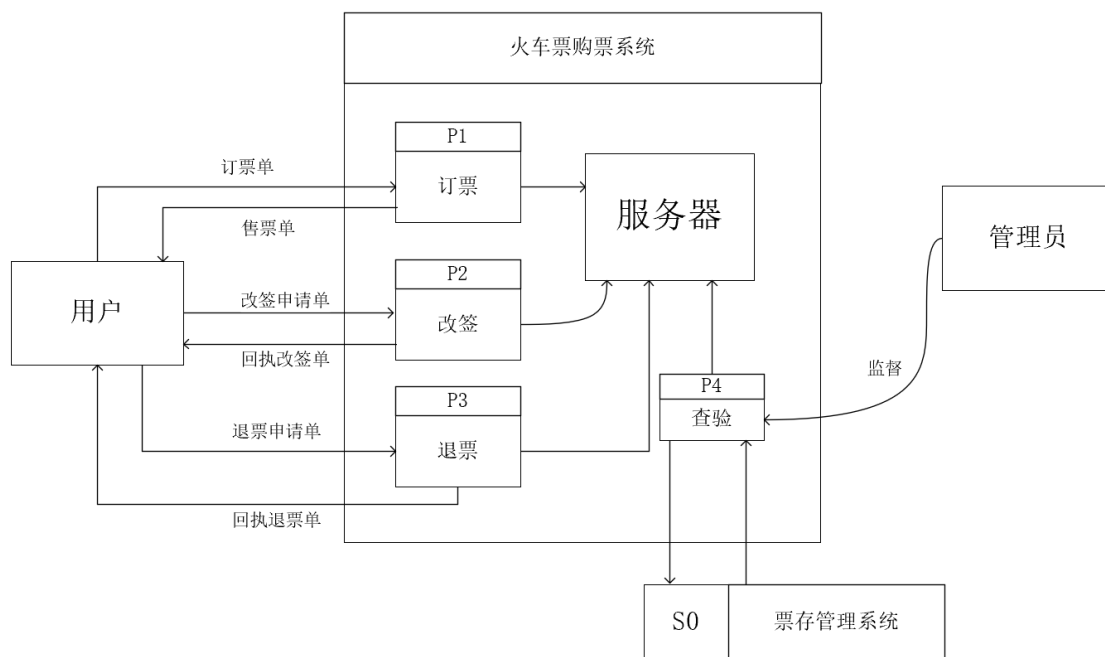 火车票购票系统
P1
订票
订票单
售票单
服务器
管理员
用户
P2
改签
改签申请单
回执改签单
监督
P4
查验
P3
退票
退票申请单
回执退票单
S0
票存管理系统